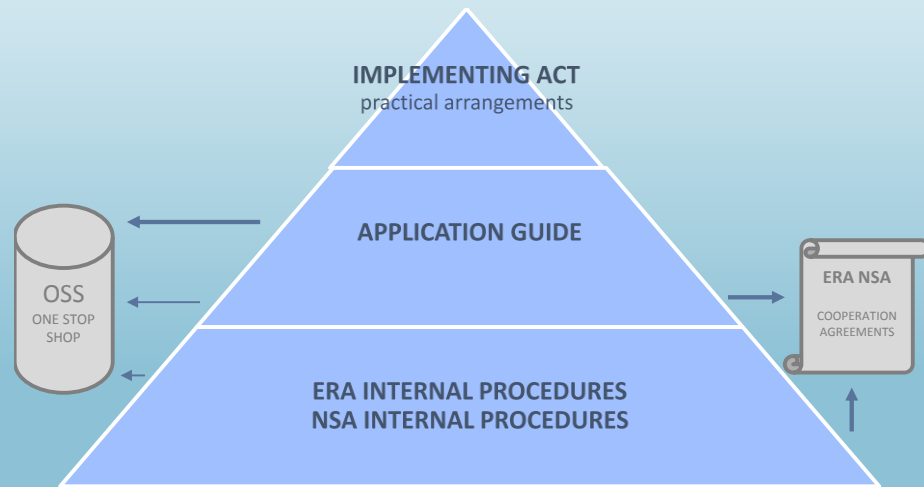 IMPLEMENTING ACT
practical arrangements
APPLICATION GUIDE
OSS
ONE STOP
SHOP
ERA NSA
COOPERATION
AGREEMENTS
ERA INTERNAL PROCEDURES
NSA INTERNAL PROCEDURES